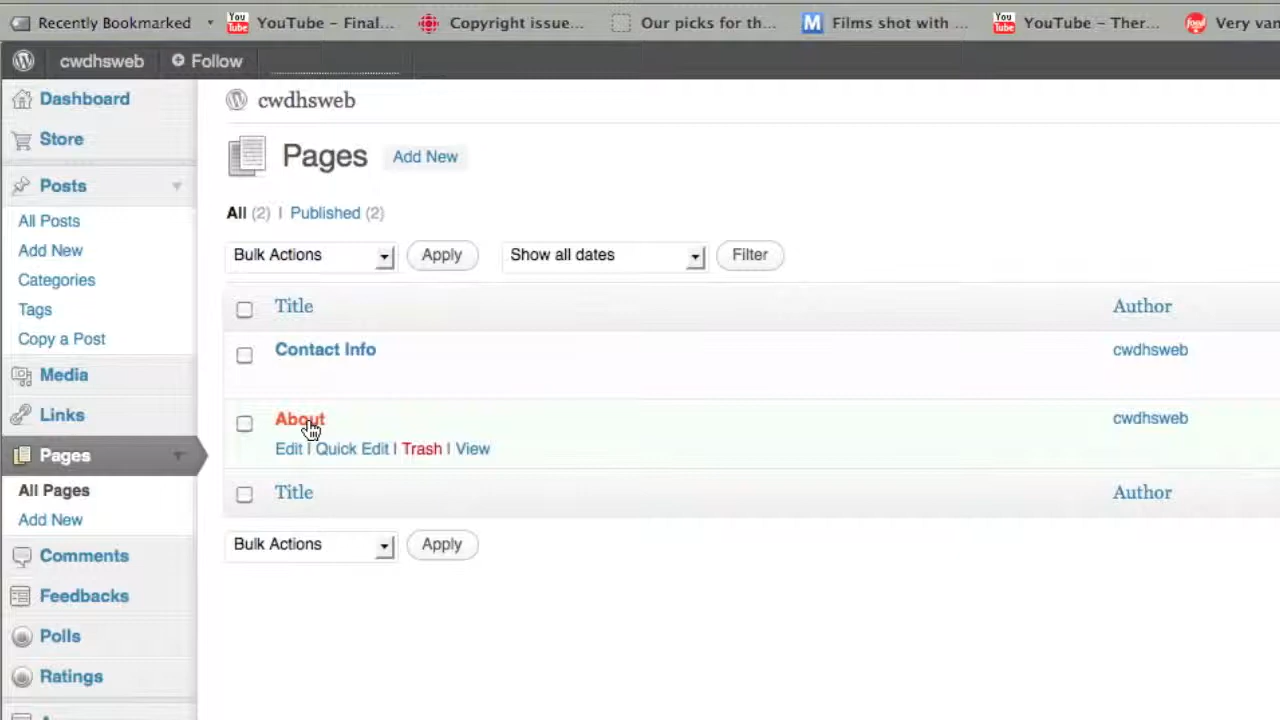 Recently Bookmarked YouTube – Final... Copyright issue... Our picks for th... M Films shot with ... YouTube – Ther... food Very van
cwdhsweb Follow
Dashboard
Store
Posts
All Posts
Add New
Categories
Tags
Copy a Post
Media
Links
Pages
All Pages
Add New
Comments
Feedbacks
Polls
Ratings
cwdhsweb
Pages Add New
All (2) | Published (2)
Bulk Actions Apply Show all dates Filter
Title Author
Contact Info cwdhsweb
About cwdhsweb
Edit | Quick Edit | Trash | View
Title Author
Bulk Actions Apply